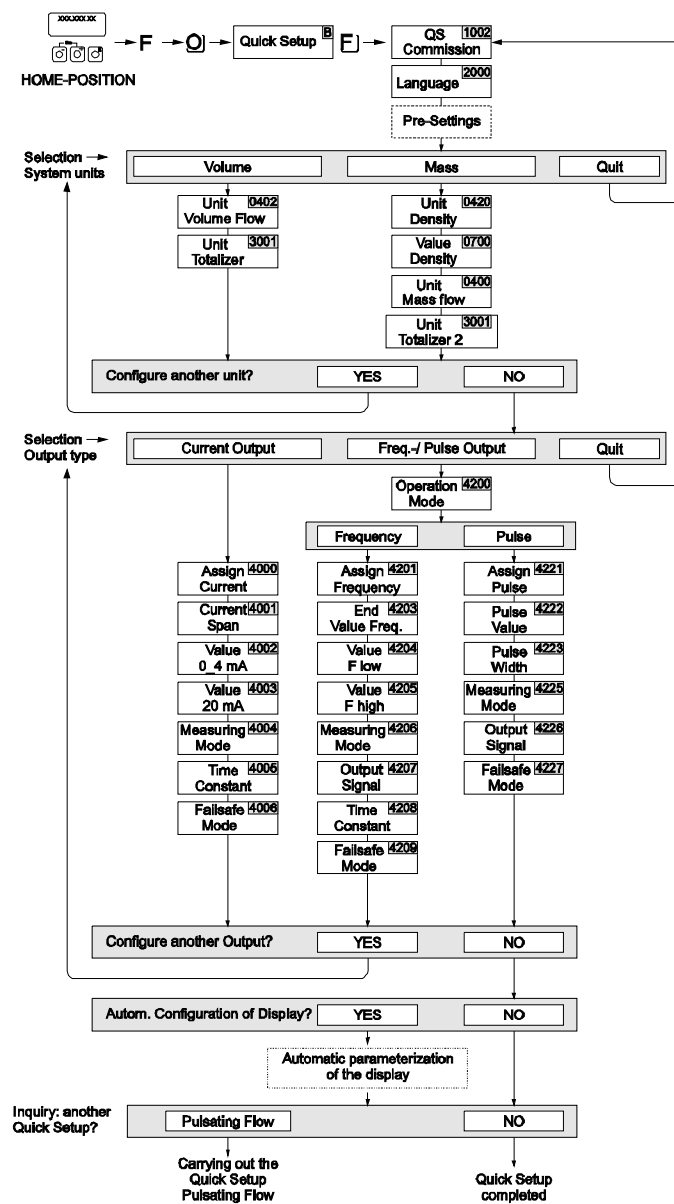 XXX.XXX.XX
HOME-POSITION
F
O
Quick Setup B
F
QS 1002
Commission
Language 2000
Pre-Settings
Selection
System units
Volume
Mass
Quit
Unit 0402
Volume Flow
Unit 3001
Totalizer
Unit 0420
Density
Value 0700
Density
Unit 0400
Mass flow
Unit 3001
Totalizer 2
Configure another unit?
YES
NO
Selection
Output type
Current Output
Freq.-/ Pulse Output
Quit
Operation 4200
Mode
Frequency
Pulse
Assign 4000
Current
Current 4001
Span
Value 4002
0_4 mA
Value 4003
20 mA
Measuring 4004
Mode
Time 4005
Constant
Failsafe 4006
Mode
Assign 4201
Frequency
End 4203
Value Freq.
Value 4204
F low
Value 4205
F high
Measuring 4206
Mode
Output 4207
Signal
Time 4208
Constant
Failsafe 4209
Mode
Assign 4221
Pulse
Pulse 4222
Value
Pulse 4223
Width
Measuring 4225
Mode
Output 4226
Signal
Failsafe 4227
Mode
Configure another Output?
YES
NO
Autom. Configuration of Display?
YES
NO
Automatic parameterization
of the display
Inquiry: another
Quick Setup?
Pulsating Flow
NO
Carrying out the
Quick Setup
Pulsating Flow
Quick Setup
completed